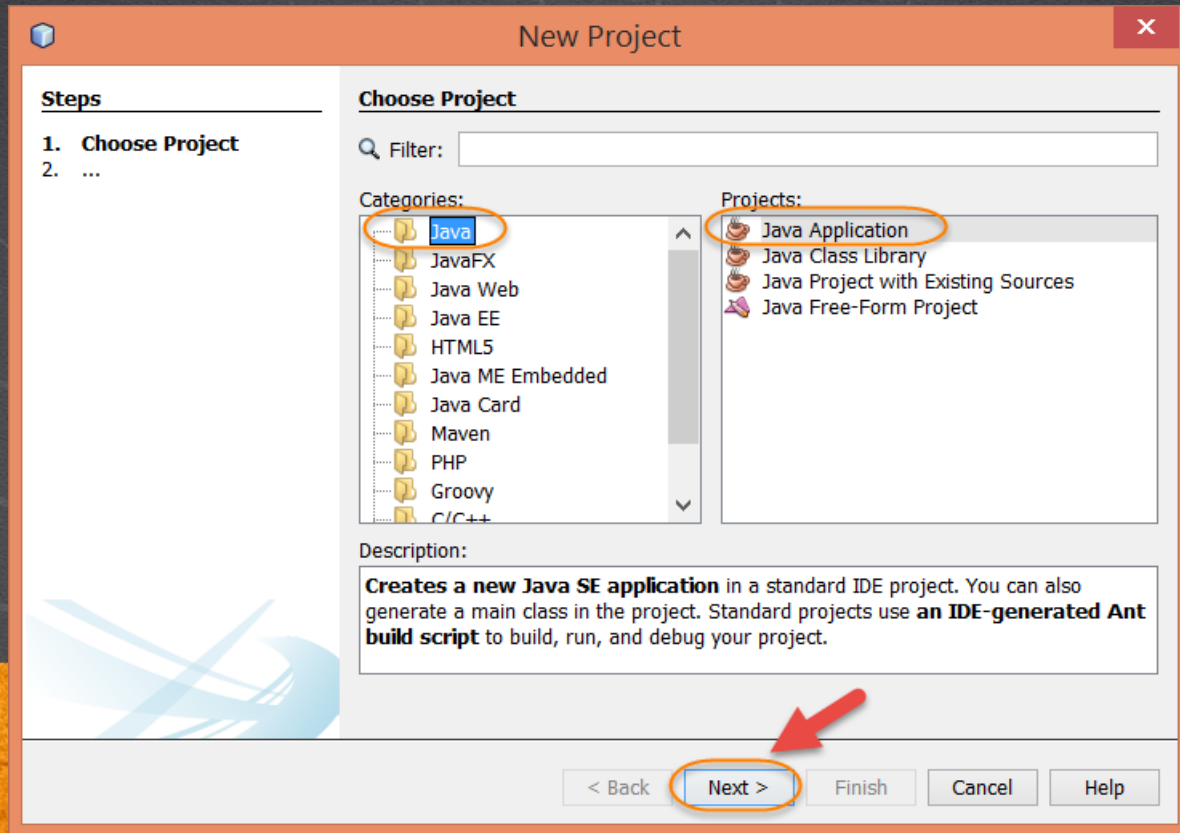 New Project
Steps
1. Choose Project
2. ...
Choose Project
Filter:
Categories:
Java
JavaFX
Java Web
Java EE
HTML5
Java ME Embedded
Java Card
Maven
PHP
Groovy
C/C++
Projects:
Java Application
Java Class Library
Java Project with Existing Sources
Java Free-Form Project
Description:
Creates a new Java SE application in a standard IDE project. You can also
generate a main class in the project. Standard projects use an IDE-generated Ant
build script to build, run, and debug your project.
< Back
Next >
Finish
Cancel
Help